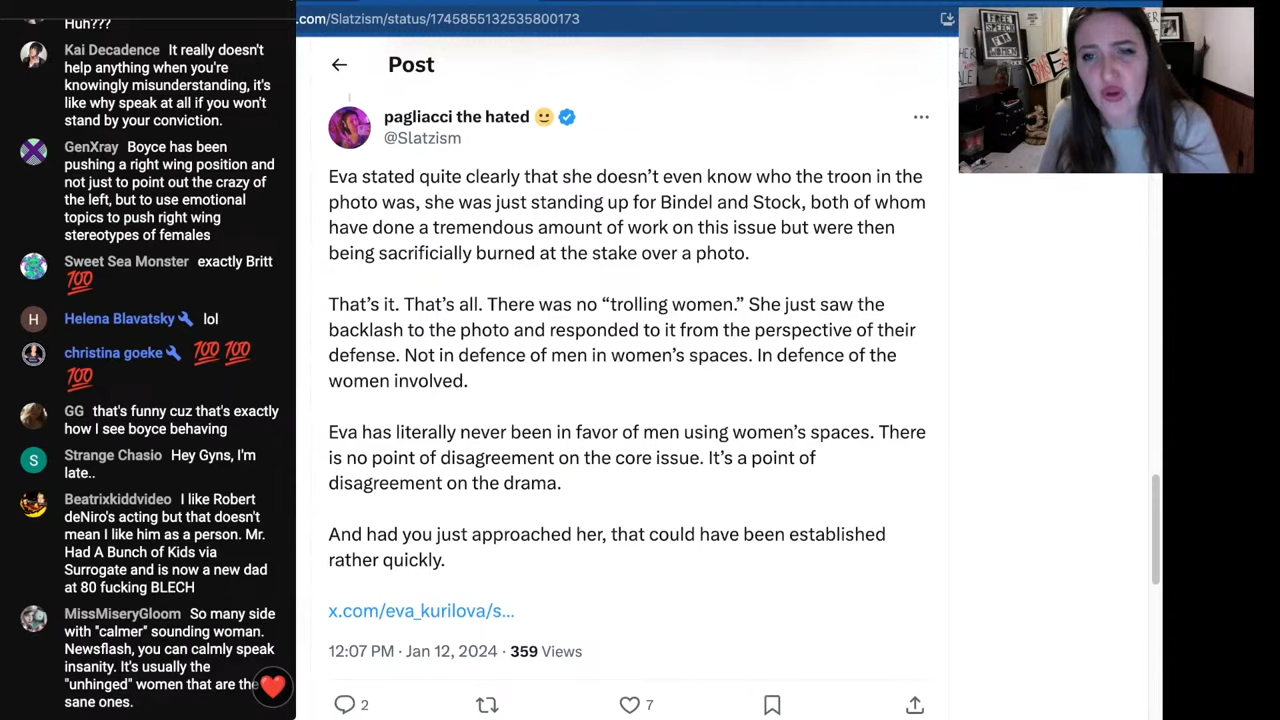 Huh???
Kai Decadence It really doesn't
help anything when you're
knowingly misunderstanding, it's
like why speak at all if you won't
stand by your conviction.
GenXray Boyce has been
pushing a right wing position and
not just to point out the crazy of
the left, but to use emotional
topics to push right wing
stereotypes of females
Sweet Sea Monster exactly Britt
💯
H Helena Blavatsky lol
christina goeke 💯💯
💯
GG that's funny cuz that's exactly
how I see boyce behaving
S Strange Chasio Hey Gyns, I'm
late..
Beatrixkiddvideo I like Robert
deNiro's acting but that doesn't
mean I like him as a person. Mr.
Had A Bunch of Kids via
Surrogate and is now a new dad
at 80 fucking BLECH
MissMiseryGloom So many side
with "calmer" sounding woman.
Newsflash, you can calmly speak
insanity. It's usually the
"unhinged" women that are the
sane ones.
.com/Slatzism/status/1745855132535800173
Post
pagliacci the hated 🙂
@Slatzism
Eva stated quite clearly that she doesn't even know who the troon in the
photo was, she was just standing up for Bindel and Stock, both of whom
have done a tremendous amount of work on this issue but were then
being sacrificially burned at the stake over a photo.
That's it. That's all. There was no “trolling women.” She just saw the
backlash to the photo and responded to it from the perspective of their
defense. Not in defence of men in women's spaces. In defence of the
women involved.
Eva has literally never been in favor of men using women's spaces. There
is no point of disagreement on the core issue. It's a point of
disagreement on the drama.
And had you just approached her, that could have been established
rather quickly.
x.com/eva_kurilova/s...
12:07 PM · Jan 12, 2024 · 359 Views
2
7
FREE
SPEECH
FOR
WOMEN